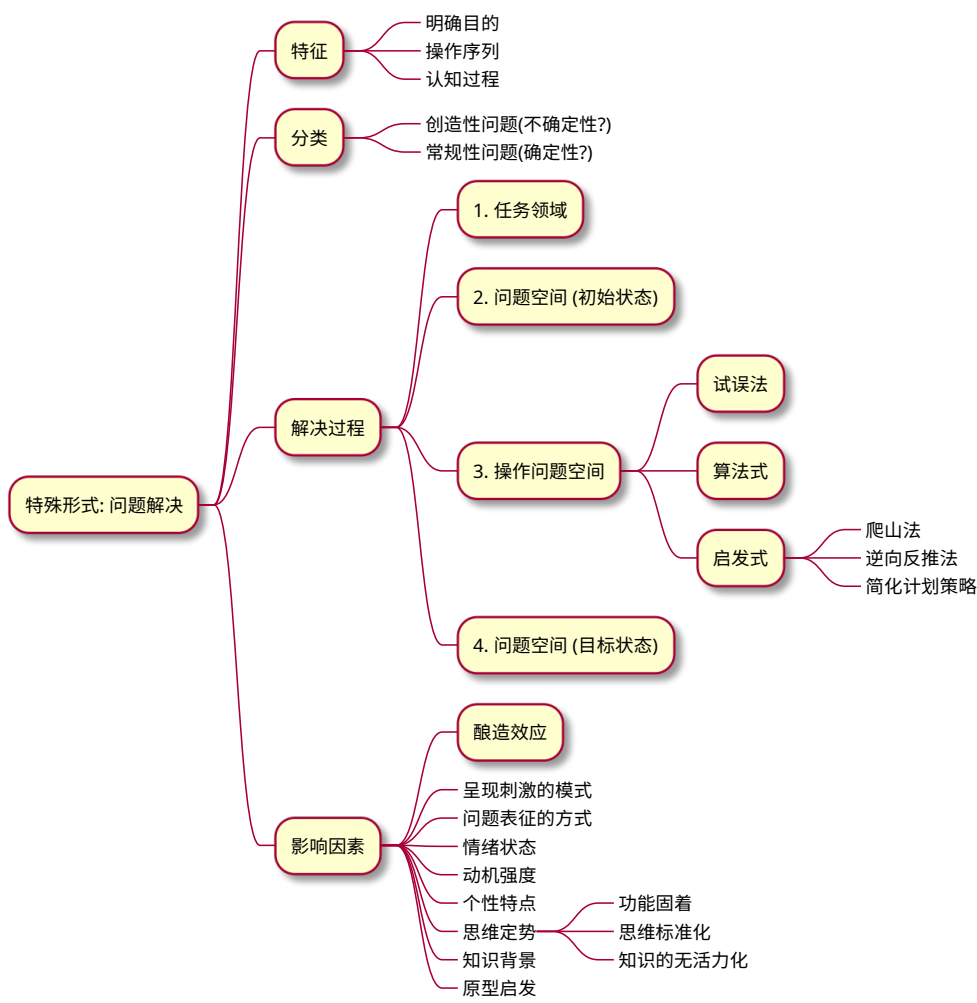 特殊形式: 问题解决
特征
明确目的
操作序列
认知过程
分类
创造性问题(不确定性?)
常规性问题(确定性?)
解决过程
1. 任务领域
2. 问题空间 (初始状态)
3. 操作问题空间
试误法
算法式
启发式
爬山法
逆向反推法
简化计划策略
4. 问题空间 (目标状态)
影响因素
酿造效应
呈现刺激的模式
问题表征的方式
情绪状态
动机强度
个性特点
思维定势
功能固着
思维标准化
知识的无活力化
知识背景
原型启发